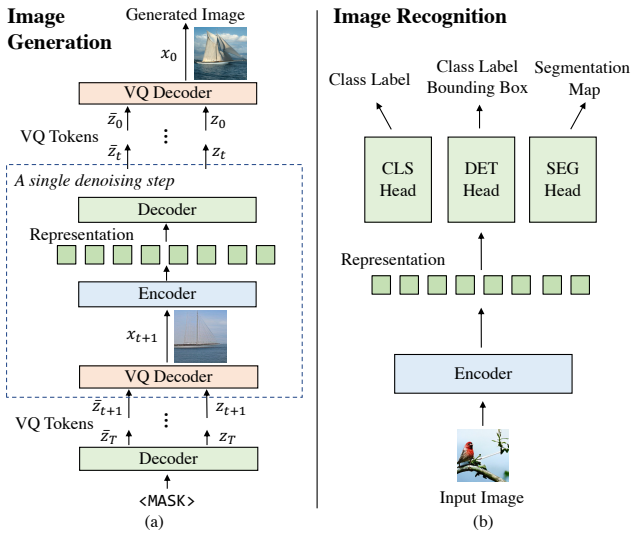 Image
Generation
Generated Image
x₀
VQ Decoder
z̄₀ ⋮ z₀
VQ Tokens
z̄ₜ zₜ
A single denoising step
Decoder
Representation
Encoder
xₜ₊₁
VQ Decoder
z̄ₜ₊₁ ⋮ zₜ₊₁
VQ Tokens
z̄_T z_T
Decoder
<MASK>
(a)
Image Recognition
Class Label
Class Label
Bounding Box
Segmentation
Map
CLS
Head
DET
Head
SEG
Head
Representation
Encoder
Input Image
(b)